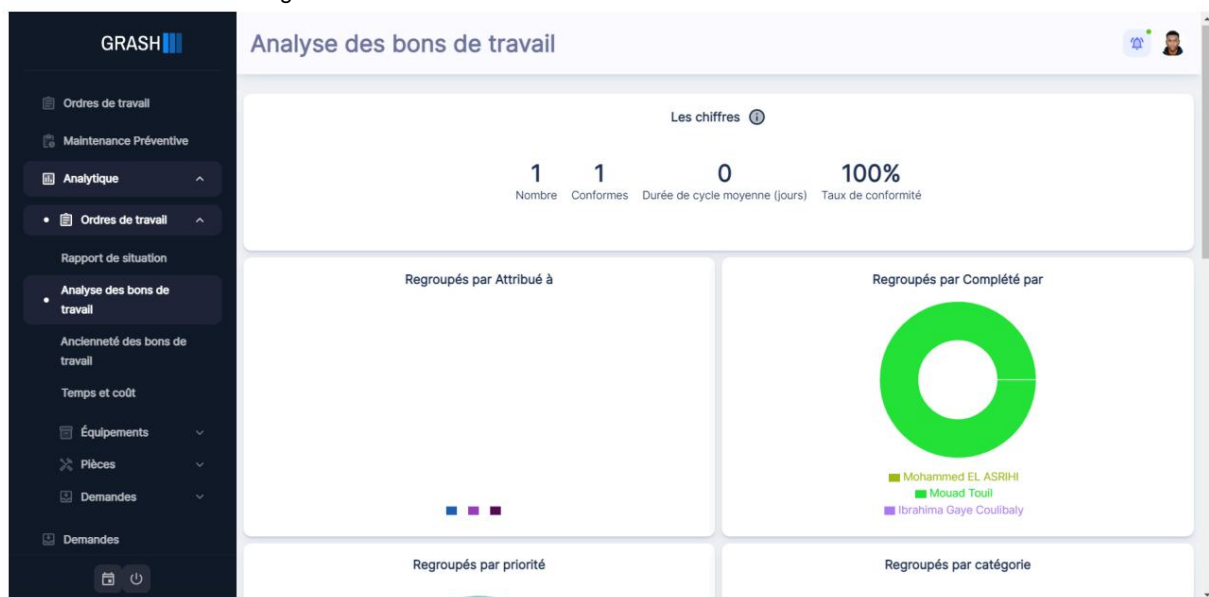 GRASH
Analyse des bons de travail
Ordres de travail
Maintenance Préventive
Analytique
Ordres de travail
Rapport de situation
Analyse des bons de
travail
Ancienneté des bons de
travail
Temps et coût
Équipements
Pièces
Demandes
Demandes
Les chiffres
1 1 0 100%
Nombre Conformes Durée de cycle moyenne (jours) Taux de conformité
Regroupés par Attribué à
Regroupés par Complété par
Mohammed EL ASRIHI
Mouad Touil
Ibrahima Gaye Coulibaly
Regroupés par priorité
Regroupés par catégorie